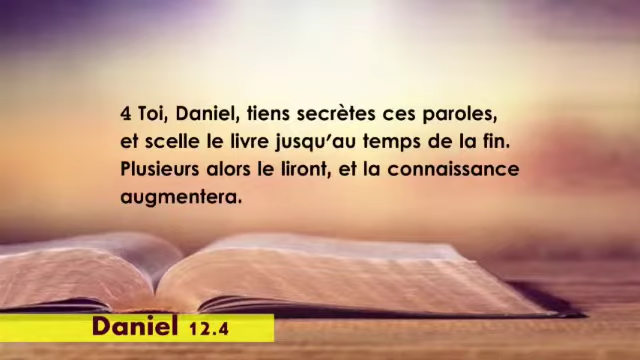 4 Toi, Daniel, tiens secrètes ces paroles,
et scelle le livre jusqu'au temps de la fin.
Plusieurs alors le liront, et la connaissance
augmentera.
Daniel 12.4